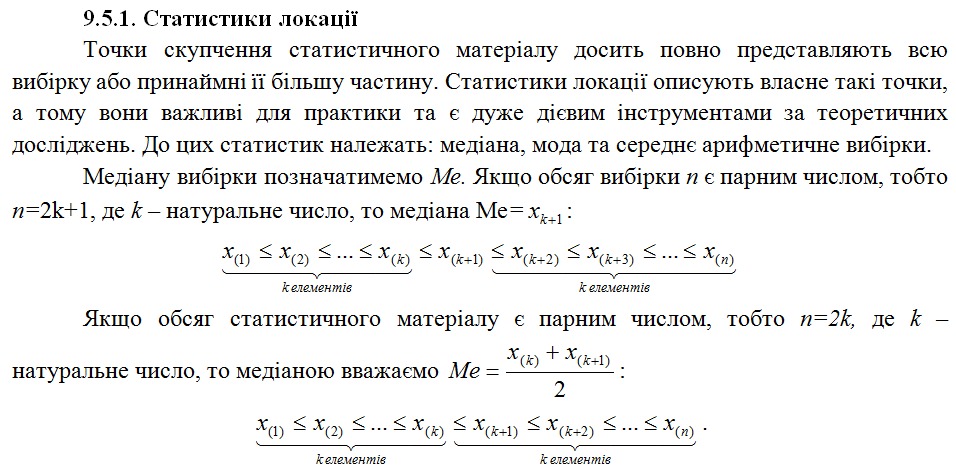 9.5.1. Статистики локації
Точки скупчення статистичного матеріалу досить повно представляють всю
вибірку або принаймні її більшу частину. Статистики локації описують власне такі точки,
а тому вони важливі для практики та є дуже дієвим інструментами за теоретичних
досліджень. До цих статистик належать: медіана, мода та середнє арифметичне вибірки.
Медіану вибірки позначатимемо Me. Якщо обсяг вибірки n є парним числом, тобто
n=2k+1, де k – натуральне число, то медіана Me= x_{k+1} :
x_{(1)} ≤ x_{(2)} ≤ ... ≤ x_{(k)} ≤ x_{(k+1)} ≤ x_{(k+2)} ≤ x_{(k+3)} ≤ ... ≤ x_{(n)}
k елементів k елементів
Якщо обсяг статистичного матеріалу є парним числом, тобто n=2k, де k –
натуральне число, то медіаною вважаємо Me = \frac{x_{(k)} + x_{(k+1)}}{2} :
x_{(1)} ≤ x_{(2)} ≤ ... ≤ x_{(k)} ≤ x_{(k+1)} ≤ x_{(k+2)} ≤ ... ≤ x_{(n)} .
k елементів k елементів